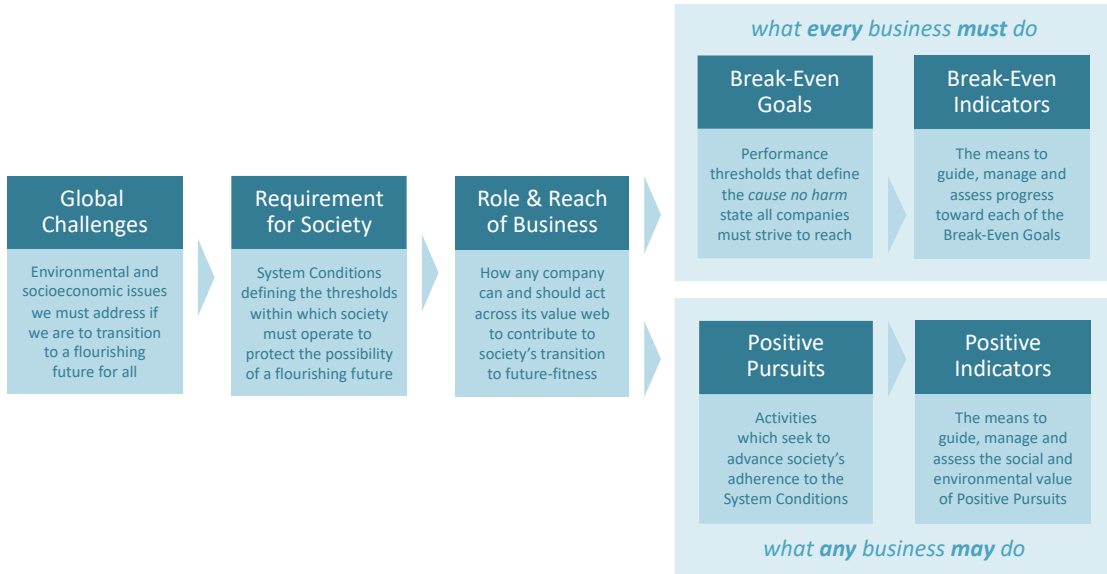 Global
Challenges
Environmental and
socioeconomic issues
we must address if
we are to transition
to a flourishing
future for all
Requirement
for Society
System Conditions
defining the thresholds
within which society
must operate to
protect the possibility
of a flourishing future
Role & Reach
of Business
How any company
can and should act
across its value web
to contribute to
society’s transition
to future-fitness
what every business must do
Break-Even
Goals
Performance
thresholds that define
the cause no harm
state all companies
must strive to reach
Break-Even
Indicators
The means to
guide, manage and
assess progress
toward each of the
Break-Even Goals
Positive
Pursuits
Activities
which seek to
advance society’s
adherence to the
System Conditions
Positive
Indicators
The means to
guide, manage and
assess the social and
environmental value
of Positive Pursuits
what any business may do